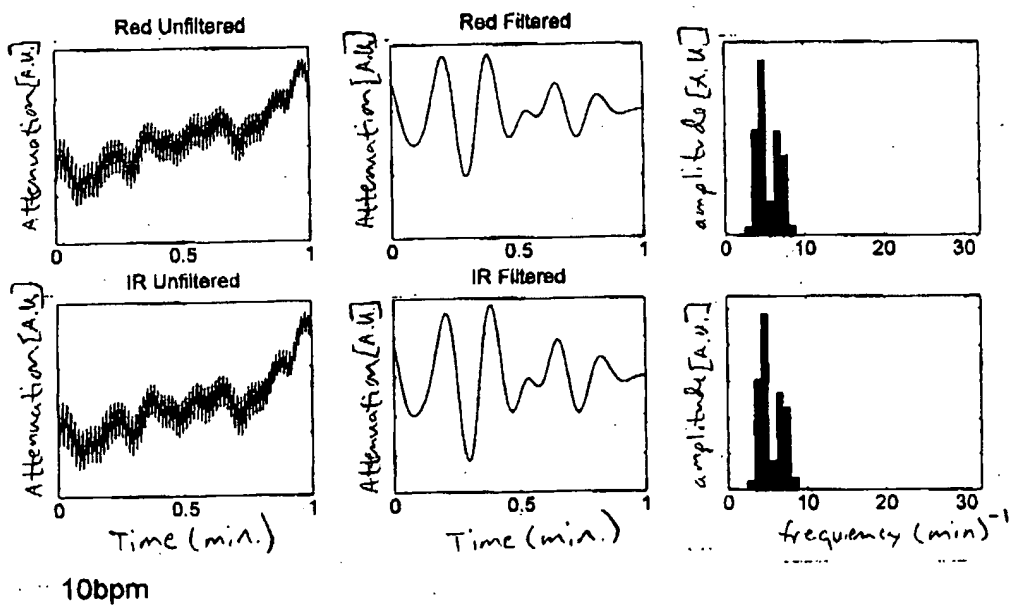 Red Unfiltered
Attenuation [A.U.]
0 0.5 1
Red Filtered
Attenuation [A.U.]
0 0.5 1
amplitude [A.U.]
0 10 20 30
IR Unfiltered
Attenuation [A.U.]
0 0.5 1
Time (min.)
IR Filtered
Attenuation [A.U.]
0 0.5 1
Time (min.)
amplitude [A.U.]
0 10 20 30
frequency (min)⁻¹
10bpm